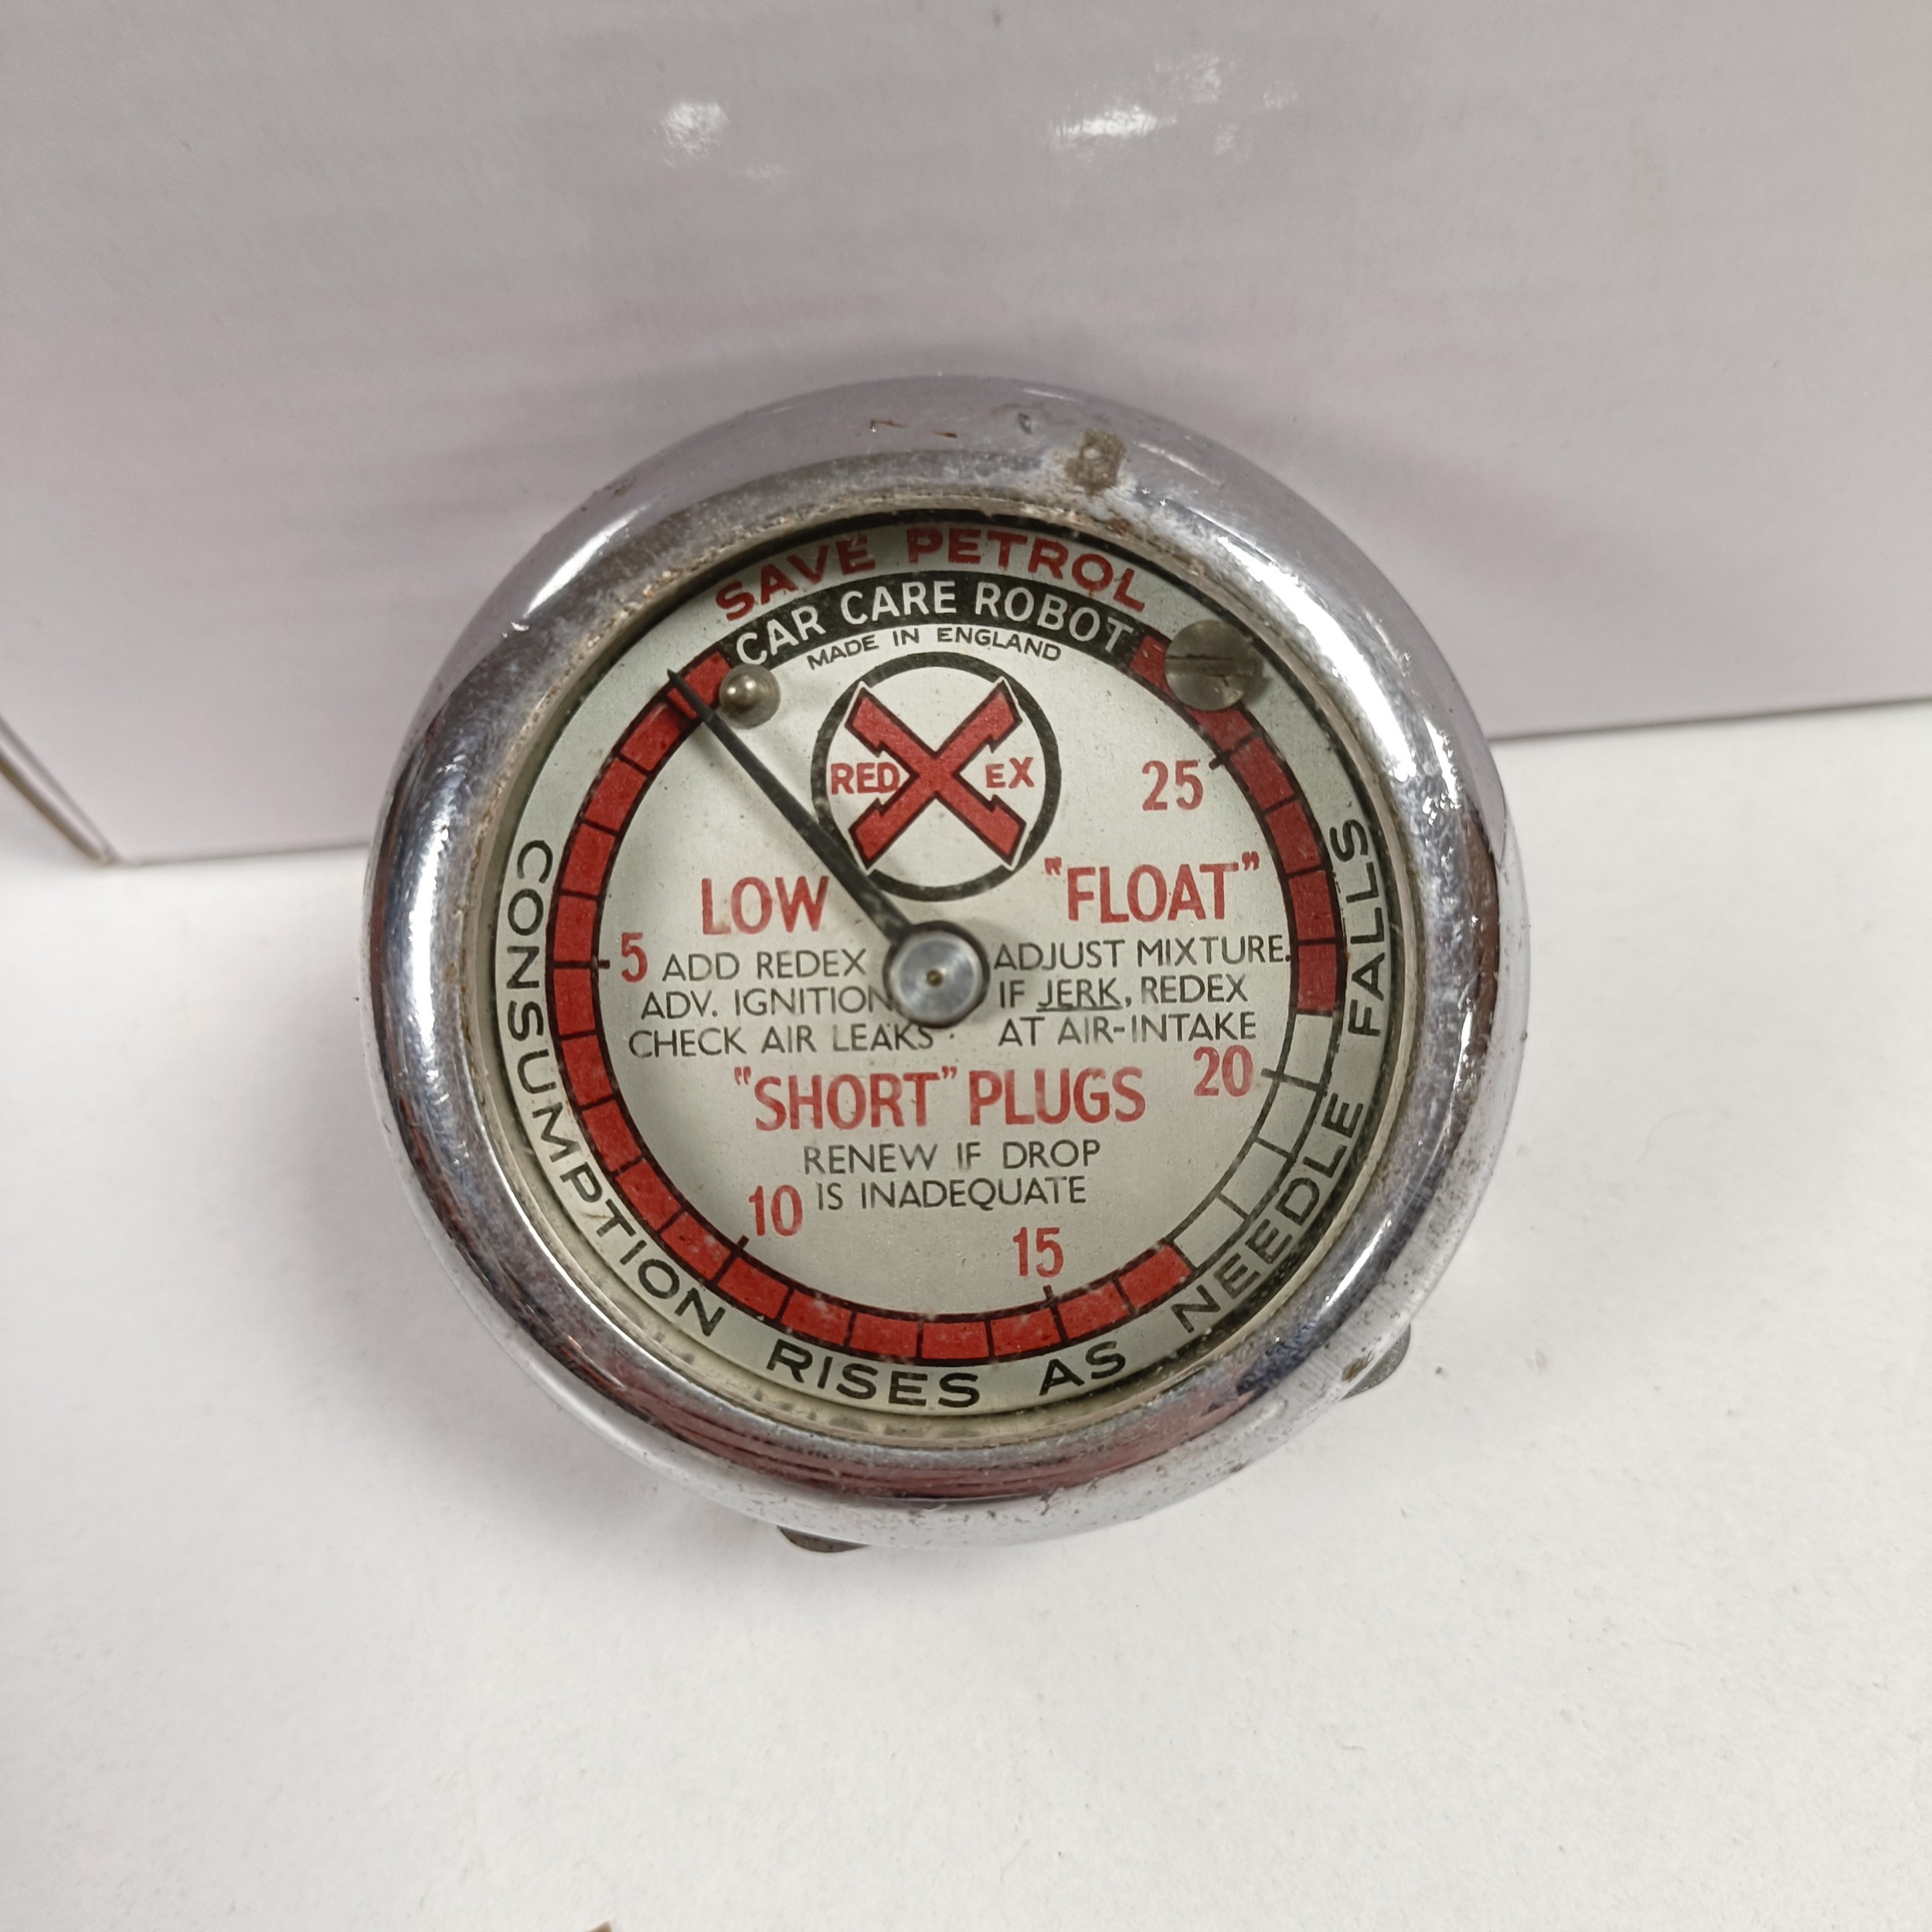 SAVE PETROL
CAR CARE ROBOT
MADE IN ENGLAND
RED X EX
25
LOW
ADD REDEX
ADV. IGNITION
CHECK AIR LEAKS
"FLOAT"
ADJUST MIXTURE.
IF JERK, REDEX
AT AIR-INTAKE
5
20
"SHORT" PLUGS
RENEW IF DROP
IS INADEQUATE
10
15
CONSUMPTION RISES AS NEEDLE FALLS